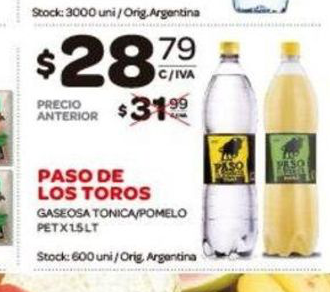 Stock: 3000 uni / Orig. Argentina
$28,79
C/IVA
PRECIO
ANTERIOR
$31,99
PASO DE
LOS TOROS
GASEOSA TONICA/POMELO
PET X 1.5 LT
Stock: 600 uni / Orig. Argentina
PASO